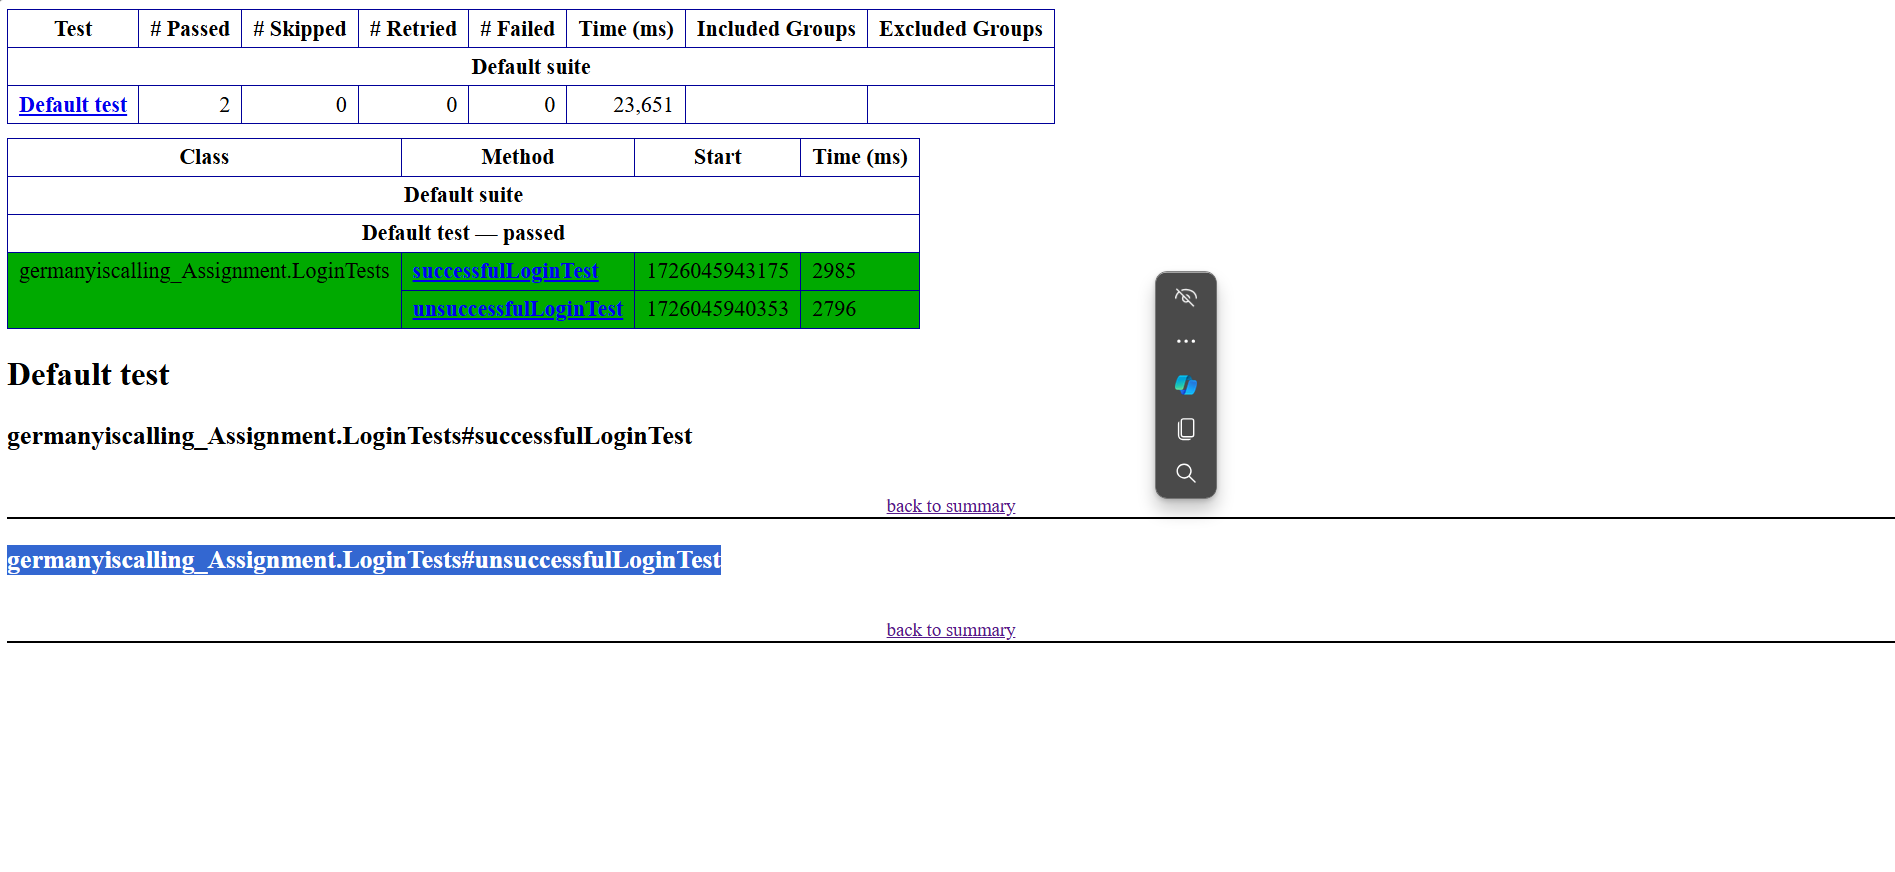 Test # Passed # Skipped # Retried # Failed Time (ms) Included Groups Excluded Groups
Default suite
Default test 2 0 0 0 23,651
Class Method Start Time (ms)
Default suite
Default test — passed
germanyiscalling_Assignment.LoginTests successfulLoginTest 1726045943175 2985
unsuccessfulLoginTest 1726045940353 2796
Default test
germanyiscalling_Assignment.LoginTests#successfulLoginTest
back to summary
germanyiscalling_Assignment.LoginTests#unsuccessfulLoginTest
back to summary